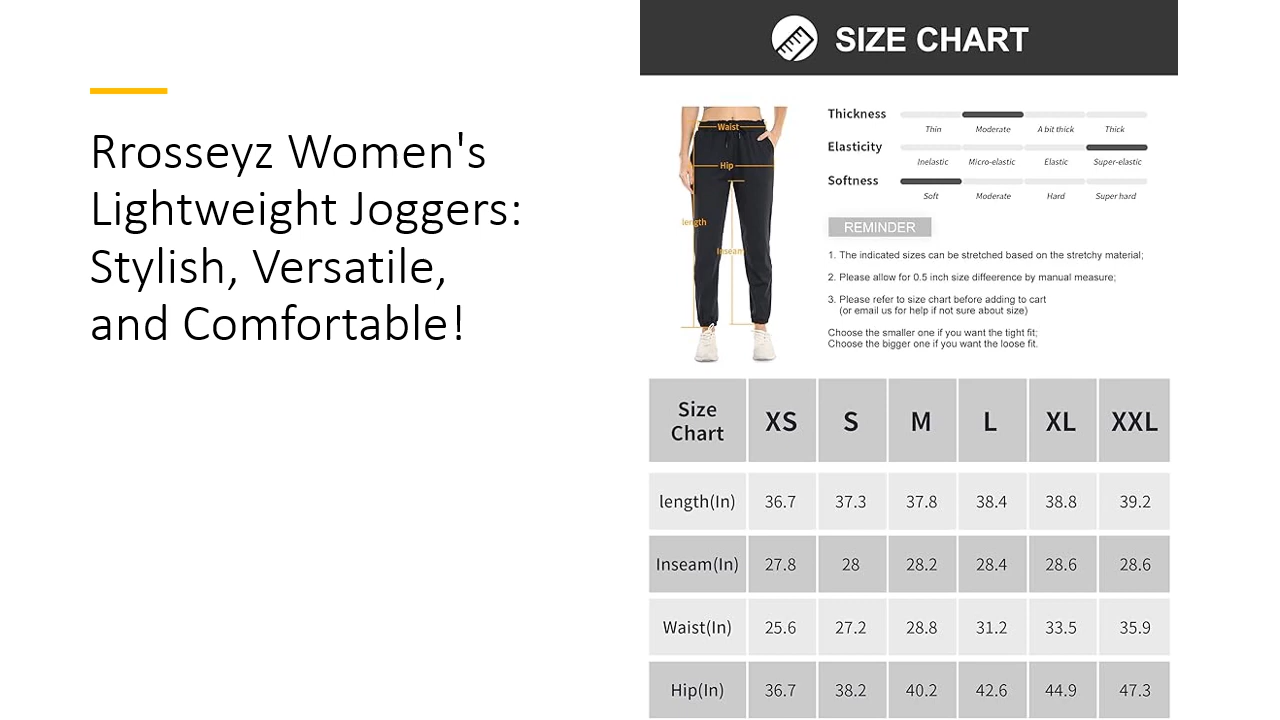 Rrosseyz Women's
Lightweight Joggers:
Stylish, Versatile,
and Comfortable!
SIZE CHART
Waist
Hip
length
Inseam
Thickness
Thin Moderate A bit thick Thick
Elasticity
Inelastic Micro-elastic Elastic Super-elastic
Softness
Soft Moderate Hard Super hard
REMINDER
1. The indicated sizes can be stretched based on the stretchy material;
2. Please allow for 0.5 inch size diffeerence by manual measure;
3. Please refer to size chart before adding to cart
(or email us for help if not sure about size)
Choose the smaller one if you want the tight fit;
Choose the bigger one if you want the loose fit.
Size Chart XS S M L XL XXL
length(In) 36.7 37.3 37.8 38.4 38.8 39.2
Inseam(In) 27.8 28 28.2 28.4 28.6 28.6
Waist(In) 25.6 27.2 28.8 31.2 33.5 35.9
Hip(In) 36.7 38.2 40.2 42.6 44.9 47.3